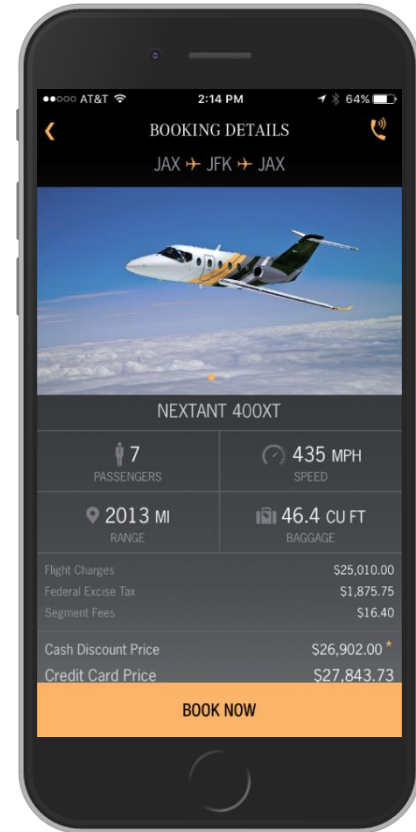 AT&T 2:14 PM 64%
BOOKING DETAILS
JAX JFK JAX
NEXTANT 400XT
7 435 MPH
PASSENGERS SPEED
2013 MI 46.4 CU FT
RANGE BAGGAGE
Flight Charges $25,010.00
Federal Excise Tax $1,875.75
Segment Fees $16.40
Cash Discount Price $26,902.00 *
Credit Card Price $27,843.73
BOOK NOW